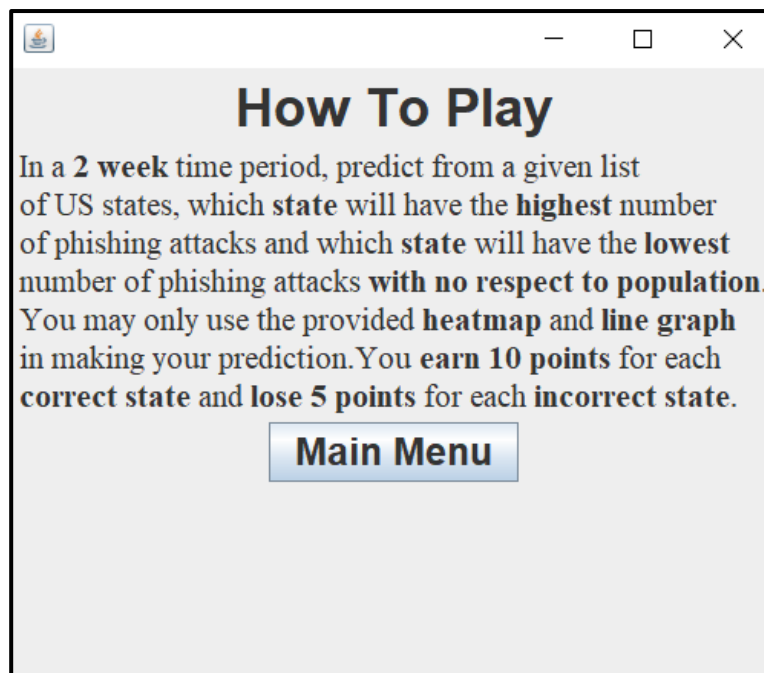 How To Play
In a 2 week time period, predict from a given list
of US states, which state will have the highest number
of phishing attacks and which state will have the lowest
number of phishing attacks with no respect to population.
You may only use the provided heatmap and line graph
in making your prediction.You earn 10 points for each
correct state and lose 5 points for each incorrect state.
Main Menu